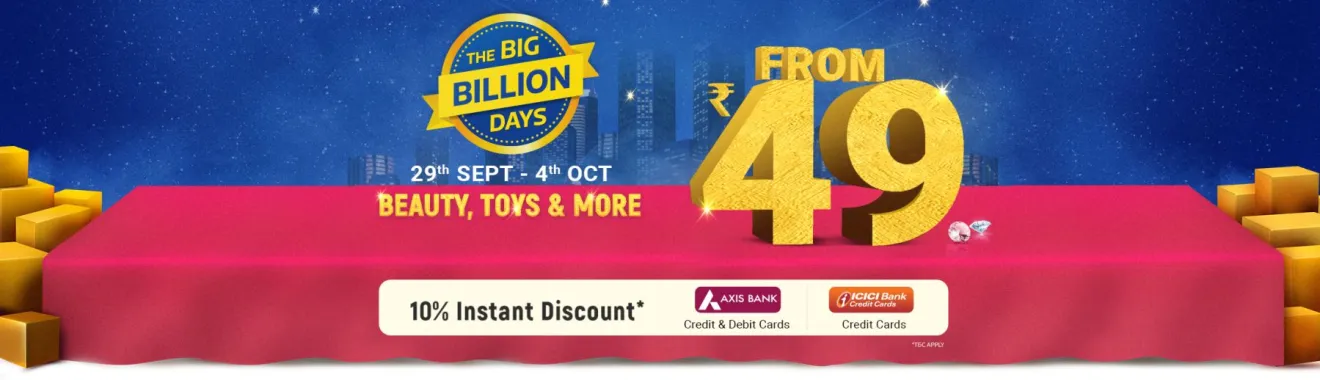 THE BIG
BILLION
DAYS
29th SEPT - 4th OCT
BEAUTY, TOYS & MORE
FROM
₹49
10% Instant Discount*
AXIS BANK
Credit & Debit Cards
ICICI Bank
Credit Cards
Credit Cards
*T&C APPLY